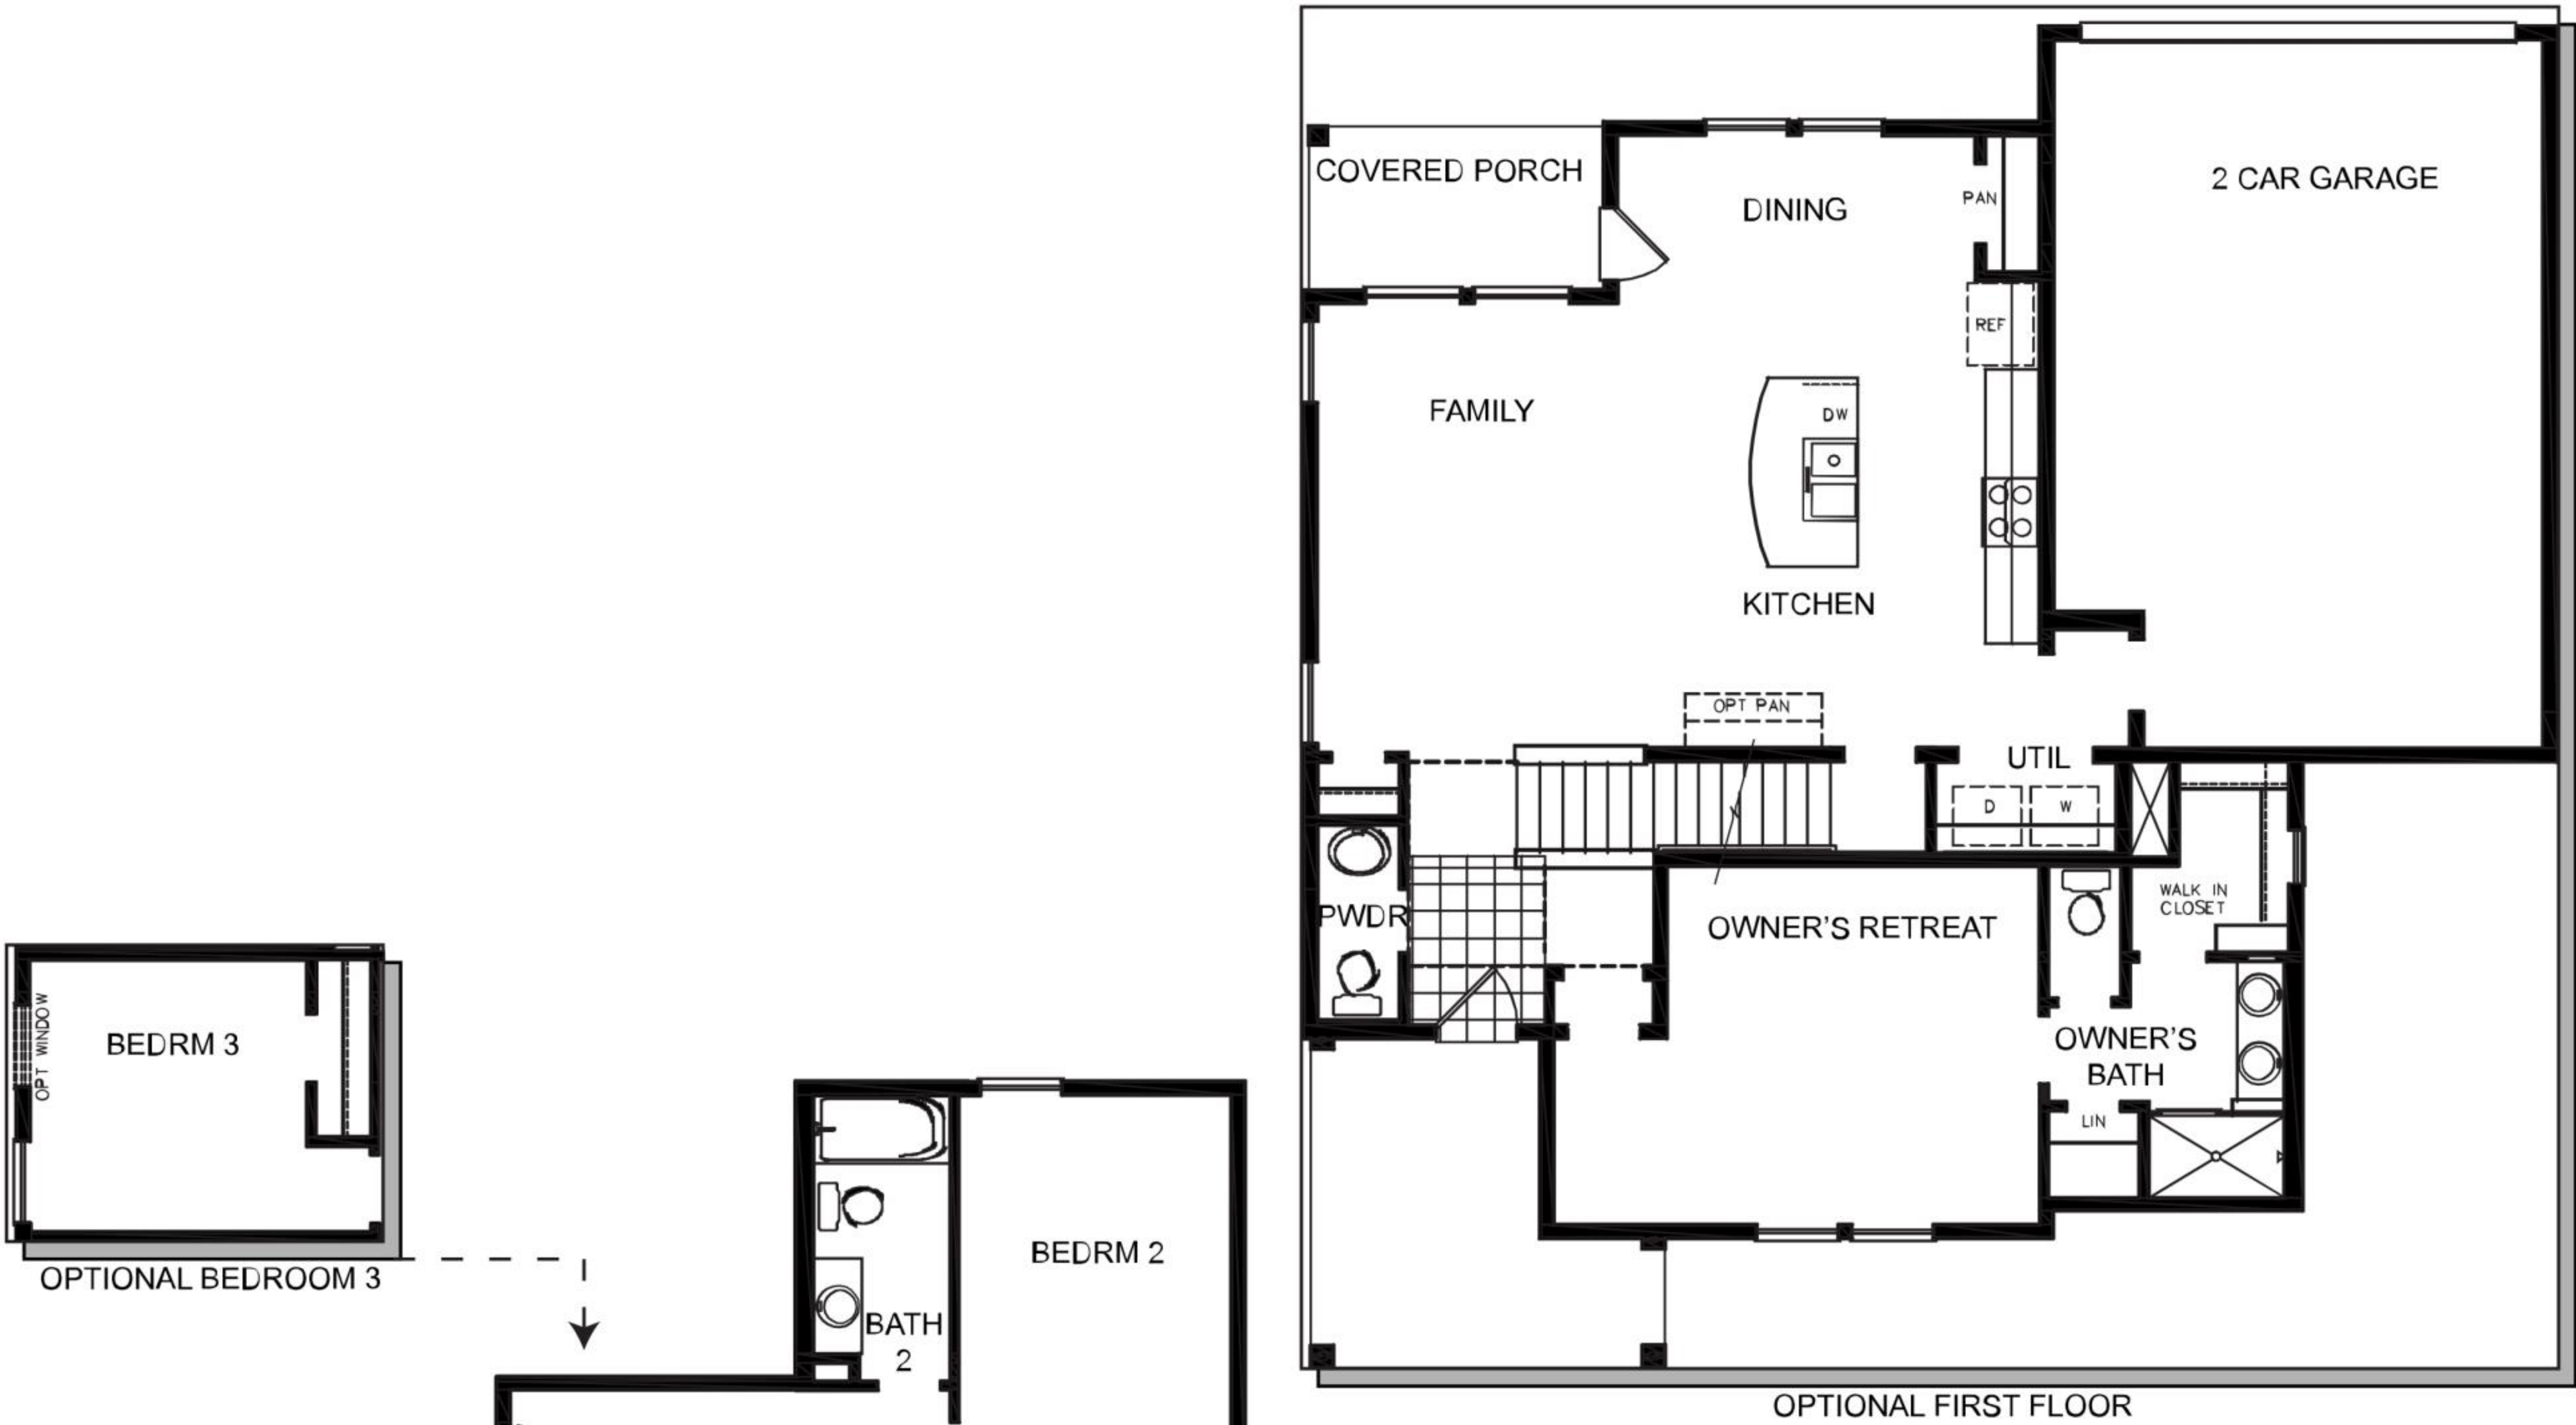 COVERED PORCH
2 CAR GARAGE
DINING
PAN
REF
FAMILY
DW
KITCHEN
OPT PAN
UTIL
D
W
WALK IN
CLOSET
PWDR
OWNER'S RETREAT
OWNER'S
BATH
LIN
OPTIONAL FIRST FLOOR
OPT WINDOW
BEDRM 3
OPTIONAL BEDROOM 3
BEDRM 2
BATH
2